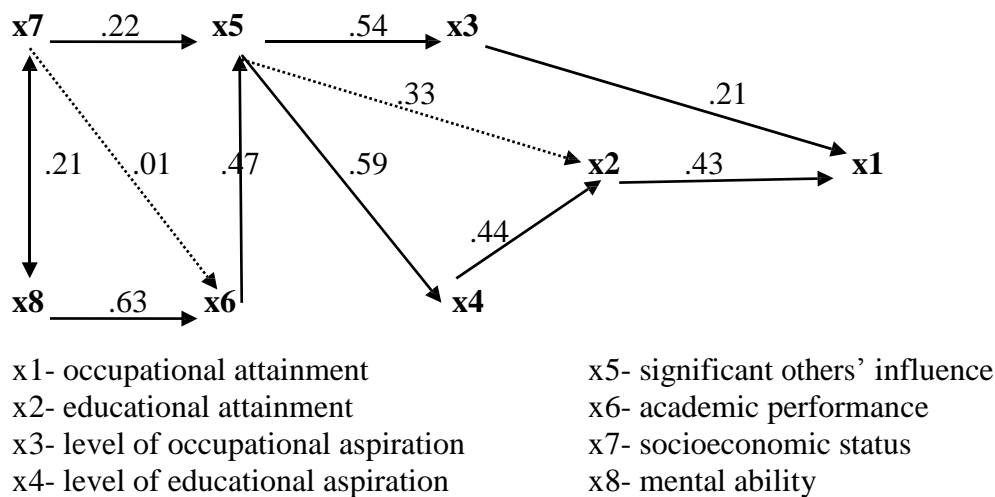 x7 .22 x5 .54 x3
.33 .21
.21 .01 .47 .59 x2 .43 x1
.44
x8 .63 x6 x4
x1- occupational attainment
x2- educational attainment
x3- level of occupational aspiration
x4- level of educational aspiration
x5- significant others’ influence
x6- academic performance
x7- socioeconomic status
x8- mental ability